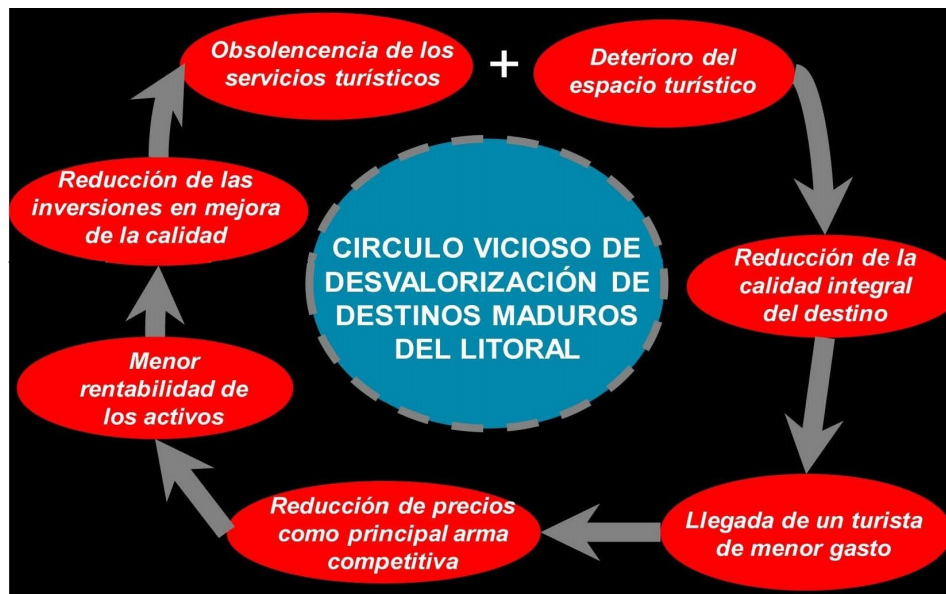 Obsolencencia de los
servicios turísticos
+
Deterioro del
espacio turístico
Reducción de las
inversiones en mejora
de la calidad
CIRCULO VICIOSO DE
DESVALORIZACIÓN DE
DESTINOS MADUROS
DEL LITORAL
Reducción de la
calidad integral
del destino
Menor
rentabilidad de
los activos
Reducción de precios
como principal arma
competitiva
Llegada de un turista
de menor gasto